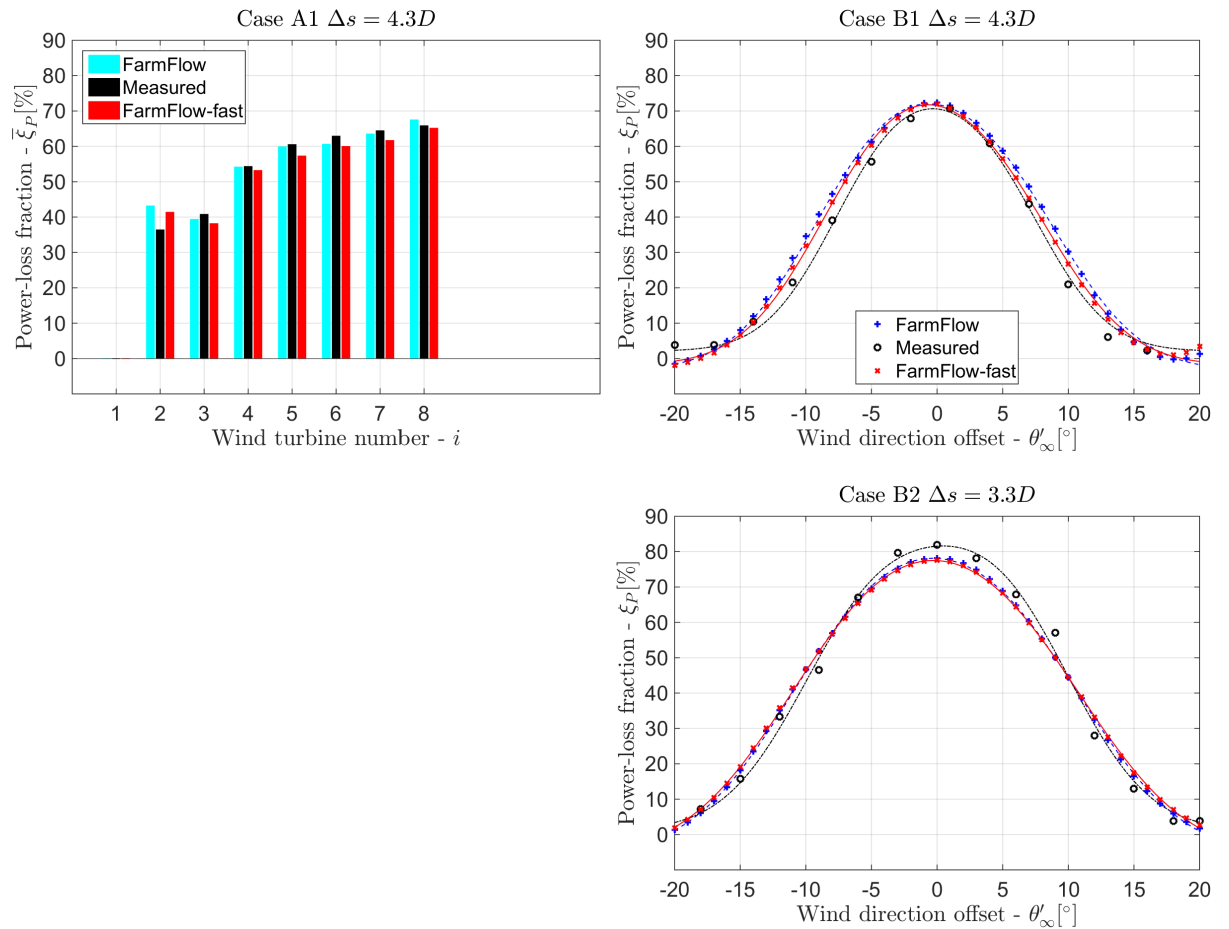 Case A1 Δs = 4.3D
Power-loss fraction - ξ̅_P[%]
90
80
70
60
50
40
30
20
10
0
FarmFlow
Measured
FarmFlow-fast
1 2 3 4 5 6 7 8
Wind turbine number - i
Case B1 Δs = 4.3D
Power-loss fraction - ξ_P[%]
90
80
70
60
50
40
30
20
10
0
FarmFlow
Measured
FarmFlow-fast
-20 -15 -10 -5 0 5 10 15 20
Wind direction offset - θ′_∞[°]
Case B2 Δs = 3.3D
Power-loss fraction - ξ_P[%]
90
80
70
60
50
40
30
20
10
0
-20 -15 -10 -5 0 5 10 15 20
Wind direction offset - θ′_∞[°]